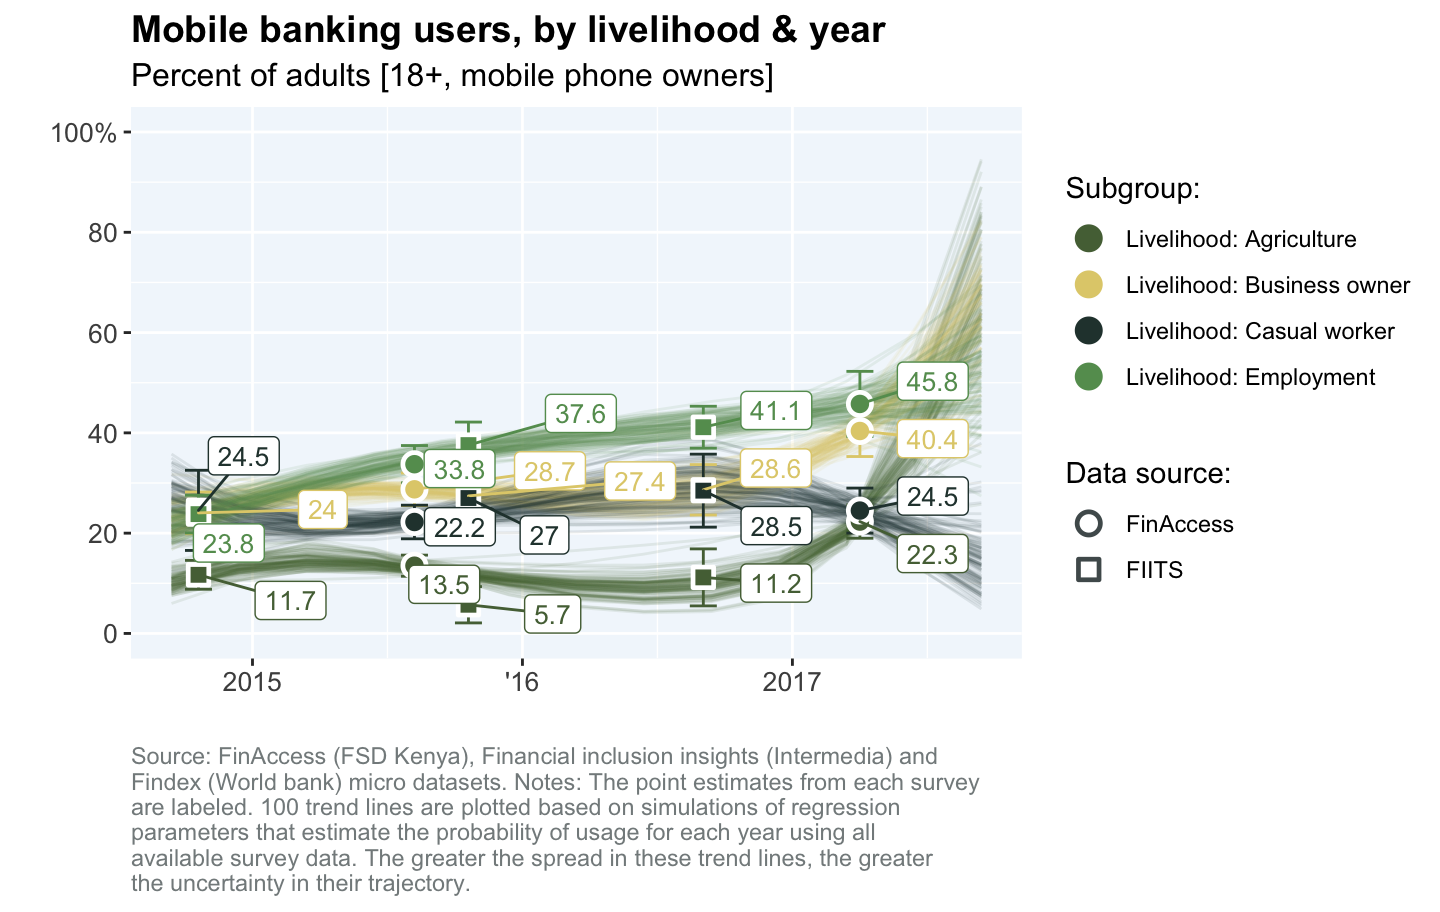 Mobile banking users, by livelihood & year
Percent of adults [18+, mobile phone owners]
100%
80
60
40
20
0
24.5
24
23.8
11.7
37.6
33.8
28.7
27.4
22.2
27
13.5
5.7
41.1
28.6
28.5
11.2
45.8
40.4
24.5
22.3
2015
'16
2017
Subgroup:
Livelihood: Agriculture
Livelihood: Business owner
Livelihood: Casual worker
Livelihood: Employment
Data source:
FinAccess
FIITS
Source: FinAccess (FSD Kenya), Financial inclusion insights (Intermedia) and
Findex (World bank) micro datasets. Notes: The point estimates from each survey
are labeled. 100 trend lines are plotted based on simulations of regression
parameters that estimate the probability of usage for each year using all
available survey data. The greater the spread in these trend lines, the greater
the uncertainty in their trajectory.